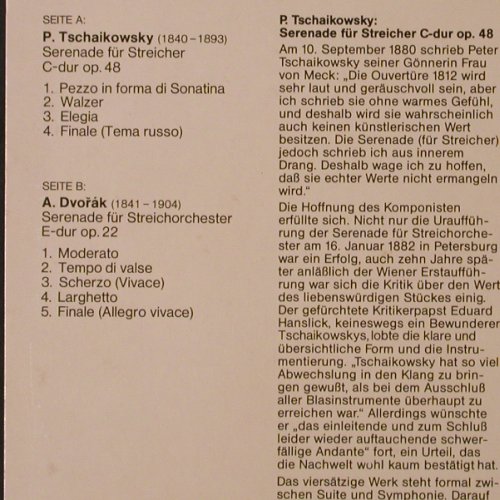 SEITE A:
P. Tschaikowsky (1840–1893)
Serenade für Streicher
C-dur op. 48
1. Pezzo in forma di Sonatina
2. Walzer
3. Elegia
4. Finale (Tema russo)
SEITE B:
A. Dvořák (1841–1904)
Serenade für Streichorchester
E-dur op. 22
1. Moderato
2. Tempo di valse
3. Scherzo (Vivace)
4. Larghetto
5. Finale (Allegro vivace)
P. Tschaikowsky:
Serenade für Streicher C-dur op. 48
Am 10. September 1880 schrieb Peter
Tschaikowsky seiner Gönnerin Frau
von Meck: „Die Ouvertüre 1812 wird
sehr laut und geräuschvoll sein, aber
ich schrieb sie ohne warmes Gefühl,
und deshalb wird sie wahrscheinlich
auch keinen künstlerischen Wert
besitzen. Die Serenade (für Streicher)
jedoch schrieb ich aus innerem
Drang. Deshalb wage ich zu hoffen,
daß sie echter Werte nicht ermangeln
wird.“
Die Hoffnung des Komponisten
erfüllte sich. Nicht nur die Urauffüh-
rung der Serenade für Streichorche-
ster am 16. Januar 1882 in Petersburg
war ein Erfolg, auch zehn Jahre spä-
ter anläßlich der Wiener Erstauffüh-
rung war sich die Kritik über den Wert
des liebenswürdigen Stückes einig.
Der gefürchtete Kritikerpapst Eduard
Hanslick, keineswegs ein Bewunderer
Tschaikowskys, lobte die klare und
übersichtliche Form und die Instru-
mentierung. „Tschaikowsky hat so viel
Abwechslung in den Klang zu brin-
gen gewußt, als bei dem Ausschluß
aller Blasinstrumente überhaupt zu
erreichen war.“ Allerdings wünschte
er „das einleitende und zum Schluß
leider wieder auftauchende schwer-
fällige Andante“ fort, ein Urteil, das
die Nachwelt wohl kaum bestätigt hat.
Das viersätzige Werk steht formal zwi-
schen Suite und Symphonie. Darauf